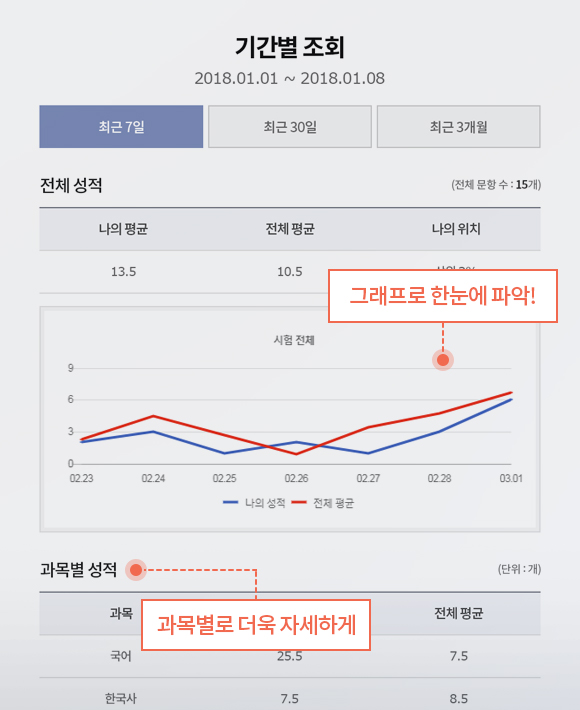 기간별 조회
2018.01.01 ~ 2018.01.08
최근 7일 최근 30일 최근 3개월
전체 성적 (전체 문항 수 : 15개)
나의 평균 전체 평균 나의 위치
13.5 10.5
그래프로 한눈에 파악!
시험 전체
9
6
3
0
02.23 02.24 02.25 02.26 02.27 02.28 03.01
나의 성적 전체 평균
과목별 성적 (단위 : 개)
과목 전체 평균
과목별로 더욱 자세하게
국어 25.5 7.5
한국사 7.5 8.5